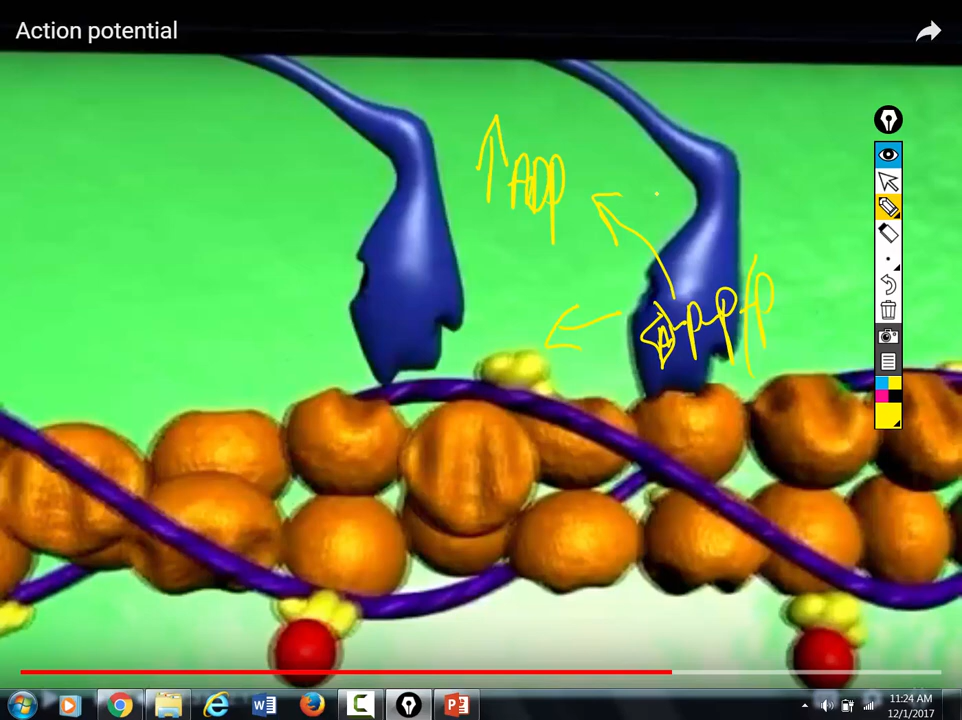 Action potential
↑ADP
A-P-P/P
11:24 AM
12/1/2017